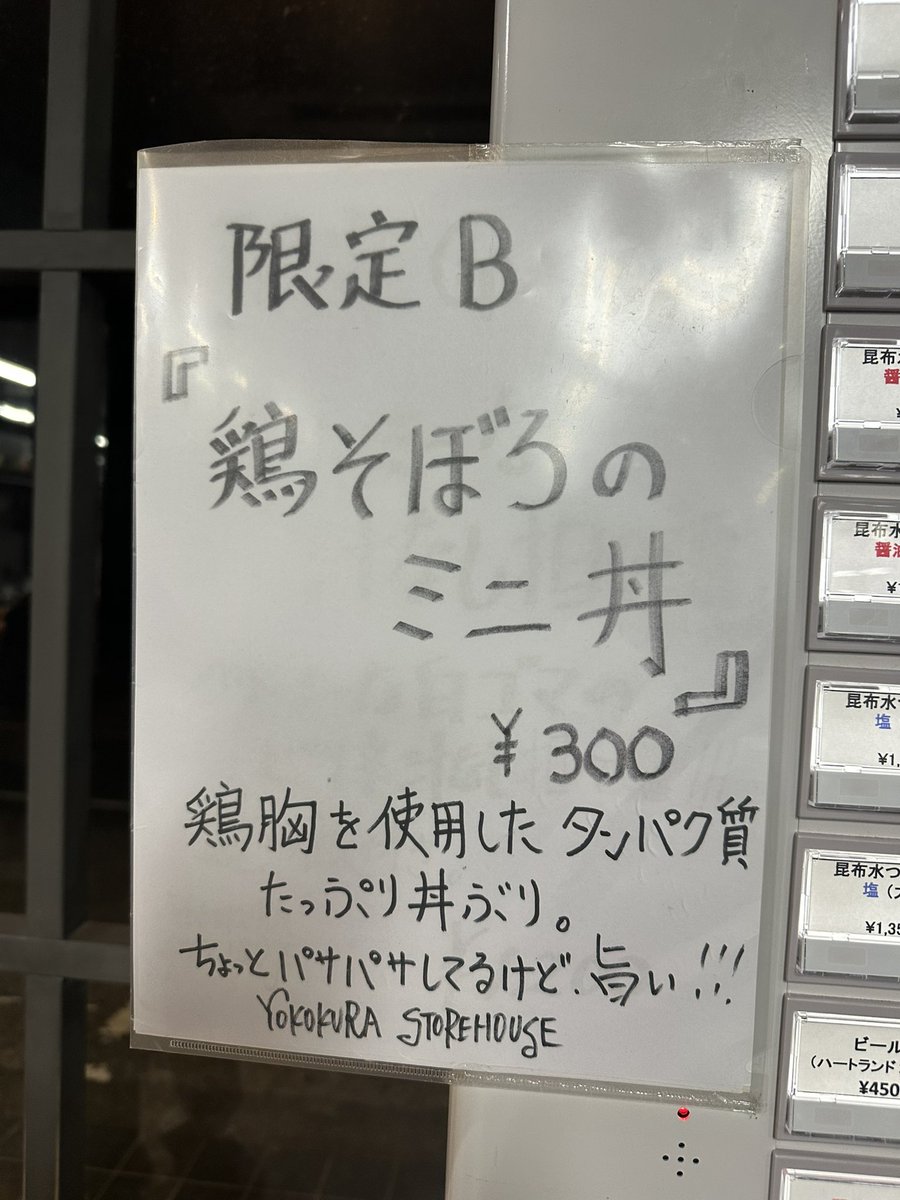 限定 B
『
鶏そぼろの
ミニ丼
』
¥300
鶏胸を使用したタンパク質
たっぷり丼ぶり。
ちょっとパサパサしてるけど、旨い!!!
YOKOKURA STOREHOUSE
昆布水
昆布水
醤油
昆布水つ
塩
¥1,
昆布水つ
塩(大
¥1,35
ビール
(ハートランド
¥450